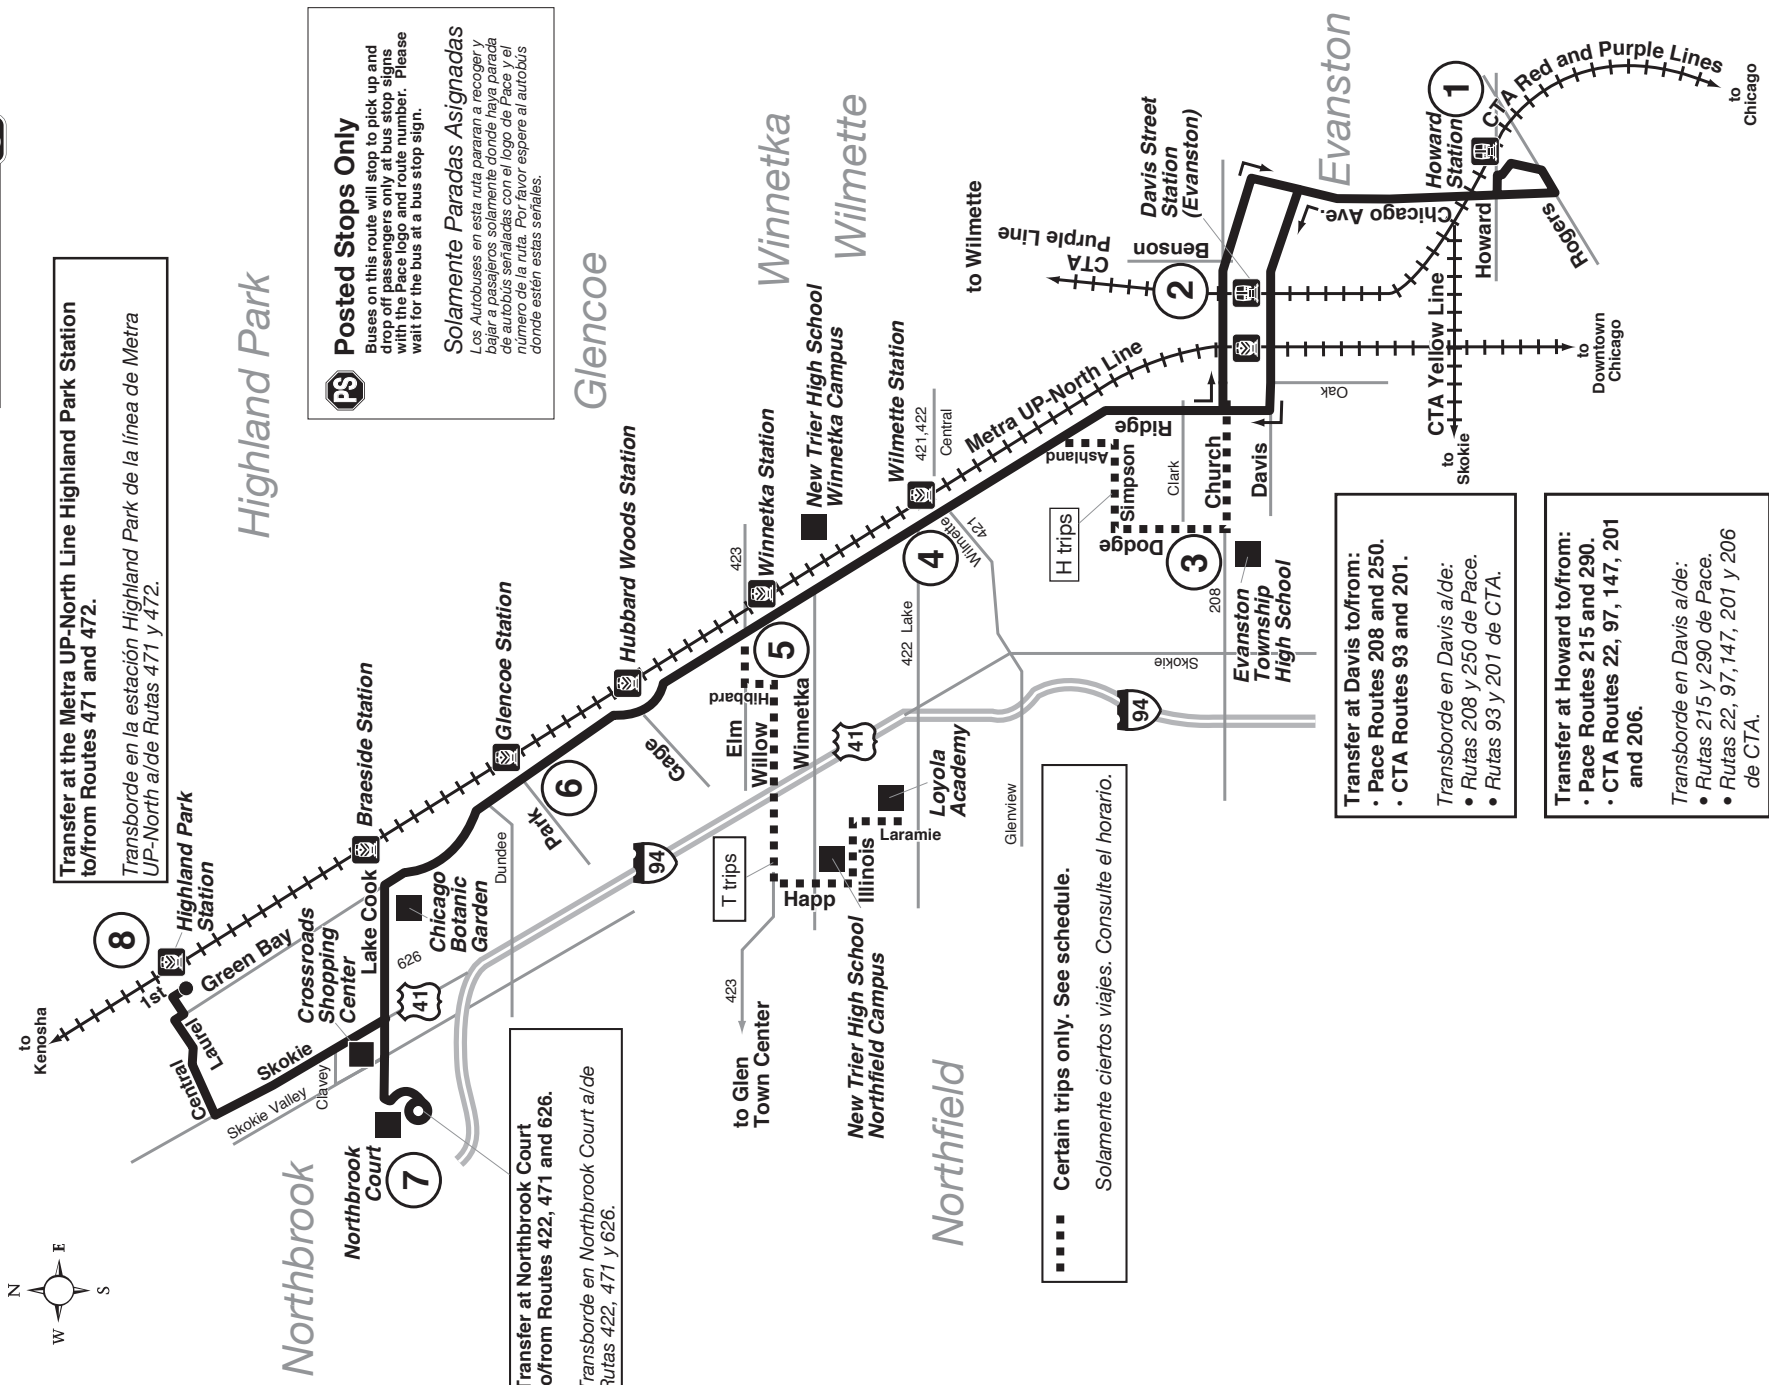 N
W
E
S
to
Kenosha
Transfer at the Metra UP-North Line Highland Park Station
to/from Routes 471 and 472.
Transborde en la estación Highland Park de la línea de Metra
UP-North a/de Rutas 471 y 472.
PS
Posted Stops Only
Buses on this route will stop to pick up and
drop off passengers only at bus stop signs
with the Pace logo and route number. Please
wait for the bus at a bus stop sign.
Solamente Paradas Asignadas
Los Autobuses en esta ruta pararan a recoger y
bajar a pasajeros solamente donde haya parada
de autobús señaladas con el logo de Pace y el
número de la ruta. Por favor espere al autobús
donde estén estas señales.
Highland Park
Glencoe
Winnetka
Wilmette
Evanston
Northbrook
Northfield
8
Highland Park
Station
1st
Green Bay
Laurel
Central
Skokie
Skokie Valley
Clavey
Crossroads
Shopping
Center
Lake Cook
Braeside Station
Chicago
Botanic
Garden
626
41
Northbrook
Court
7
Transfer at Northbrook Court
to/from Routes 422, 471 and 626.
Transborde en Northbrook Court a/de
Rutas 422, 471 y 626.
Dundee
Park
6
Glencoe Station
Gage
Hubbard Woods Station
94
423
Winnetka Station
5
Hibbard
Elm
Willow
Winnetka
T trips
Happ
Illinois
Laramie
423
to Glen
Town Center
New Trier High School
Northfield Campus
New Trier High School
Winnetka Campus
Loyola
Academy
41
Wilmette Station
4
421,422
Central
Wilmette
421
422 Lake
Glenview
Skokie
94
Metra UP-North Line
H trips
Ashland
Simpson
Dodge
3
Ridge
Clark
Church
Davis
208
Evanston
Township
High School
Oak
to Wilmette
CTA
Purple Line
Benson
2
Davis Street
Station
(Evanston)
Chicago Ave.
Howard
Station
1
CTA Red and Purple Lines
to
Chicago
Howard
Rogers
CTA Yellow Line
to
Skokie
to
Downtown
Chicago
Certain trips only. See schedule.
Solamente ciertos viajes. Consulte el horario.
Transfer at Davis to/from:
· Pace Routes 208 and 250.
· CTA Routes 93 and 201.
Transborde en Davis a/de:
• Rutas 208 y 250 de Pace.
• Rutas 93 y 201 de CTA.
Transfer at Howard to/from:
· Pace Routes 215 and 290.
· CTA Routes 22, 97, 147, 201
and 206.
Transborde en Davis a/de:
• Rutas 215 y 290 de Pace.
• Rutas 22, 97,147, 201 y 206
de CTA.